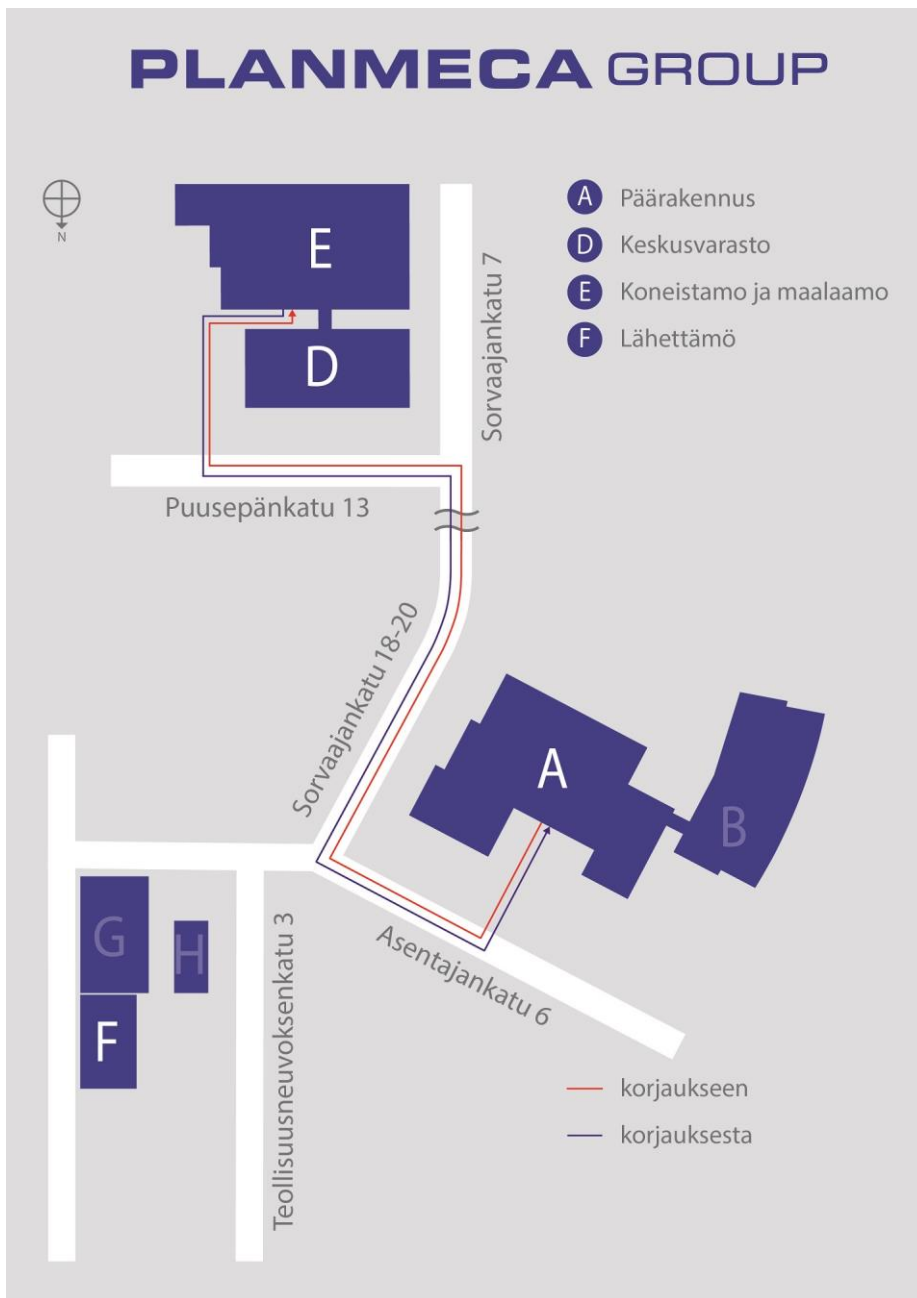 PLANMECA GROUP
N
A Päärakennus
D Keskusvarasto
E Koneistamo ja maalaamo
F Lähettämö
E
D
Sorvaajankatu 7
Puusepänkatu 13
Sorvaajankatu 18-20
A
B
G
H
F
Asentajankatu 6
Teollisuusneuvoksenkatu 3
korjaukseen
korjauksesta